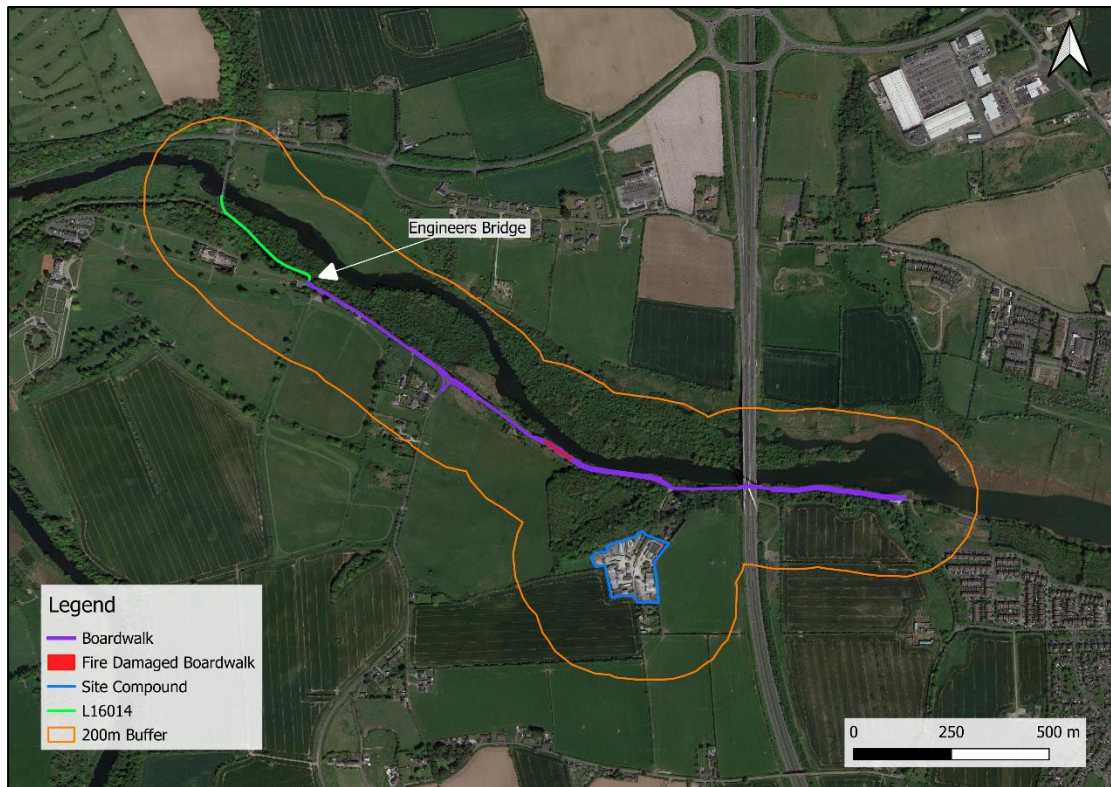 Engineers Bridge
Legend
Boardwalk
Fire Damaged Boardwalk
Site Compound
L16014
200m Buffer
0 250 500 m